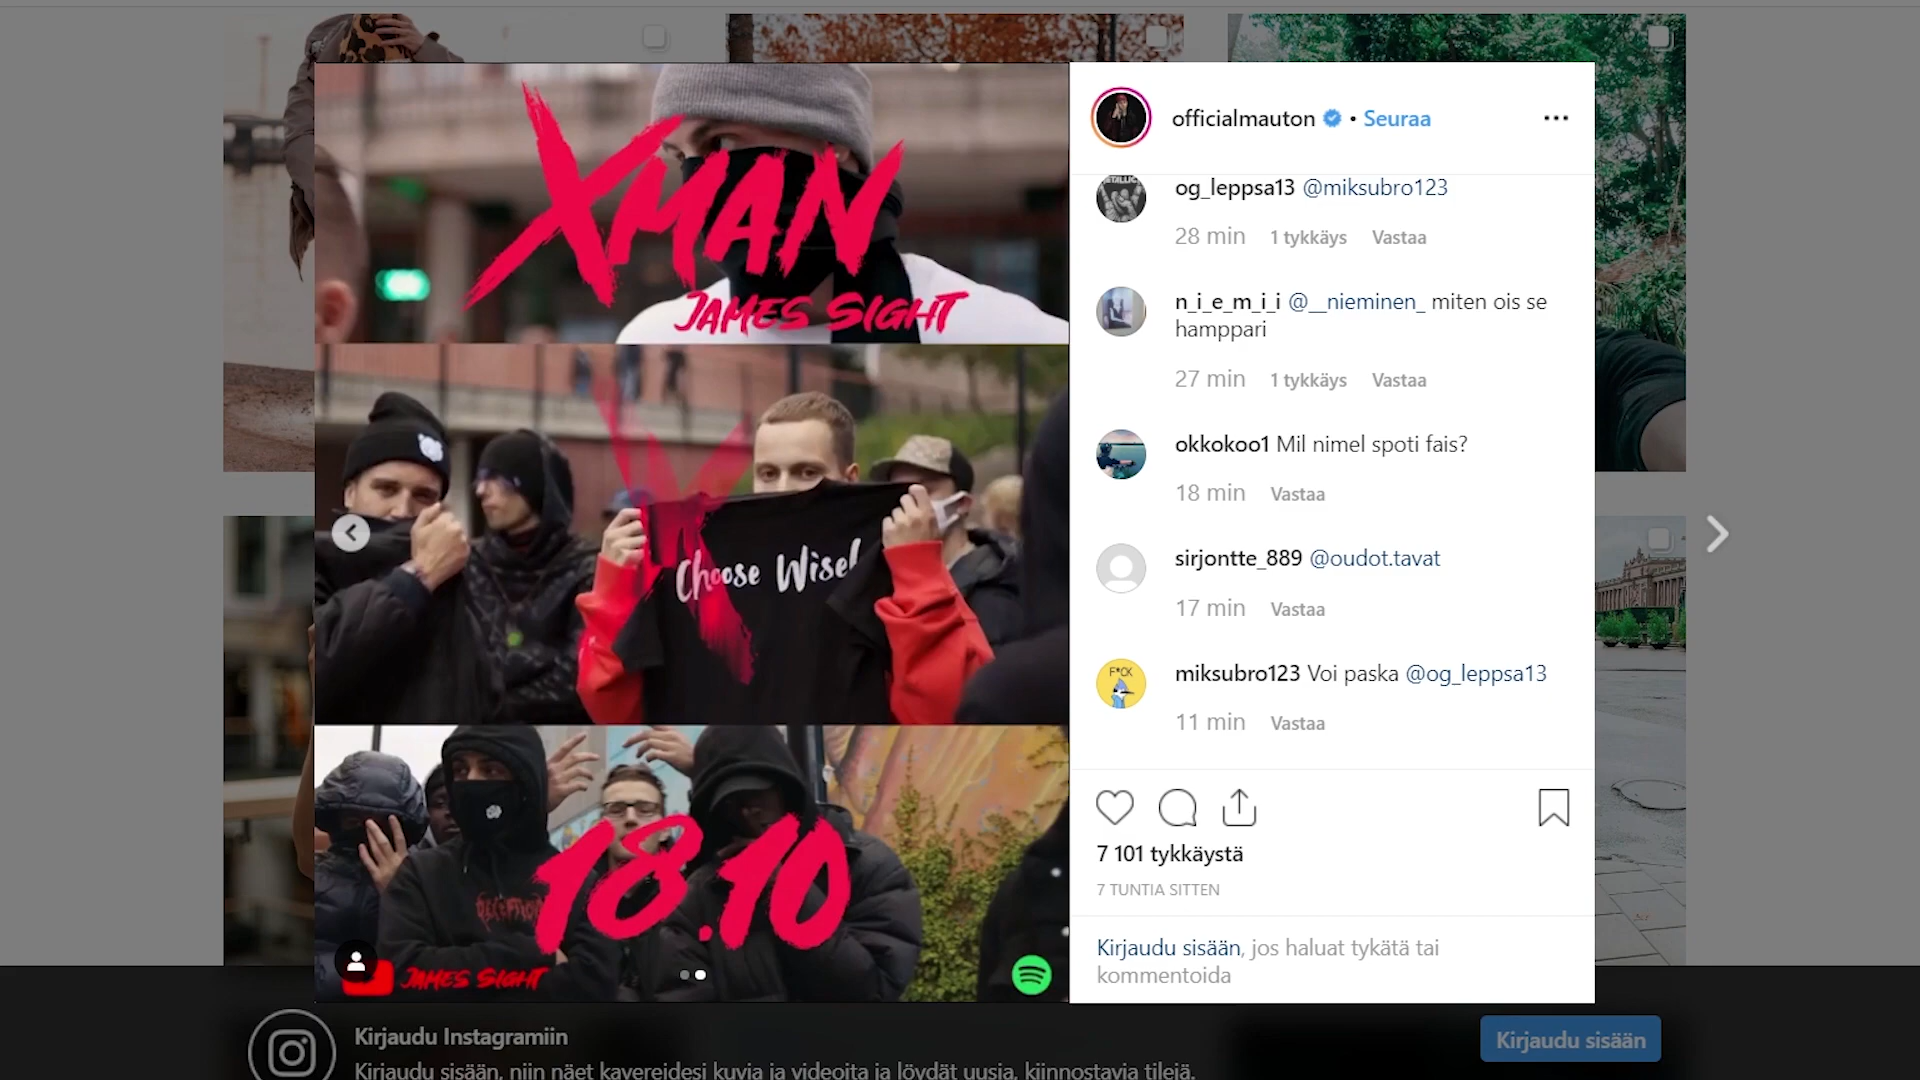 XMAN
JAMES SIGHT
Choose Wisel
18.10
JAMES SIGHT
officialmauton • Seuraa
og_leppsa13 @miksubro123
28 min 1 tykkäys Vastaa
n_i_e_m_i_i @__nieminen_ miten ois se
hamppari
27 min 1 tykkäys Vastaa
okkokoo1 Mil nimel spoti fais?
18 min Vastaa
sirjontte_889 @oudot.tavat
17 min Vastaa
F*CK
miksubro123 Voi paska @og_leppsa13
11 min Vastaa
7 101 tykkäystä
7 TUNTIA SITTEN
Kirjaudu sisään, jos haluat tykätä tai
kommentoida
Kirjaudu Instagramiin
Kirjaudu sisään
Kirjaudu sisään, niin näet kavereidesi kuvia ja videoita ja löydät uusia, kiinnostavia tilejä.